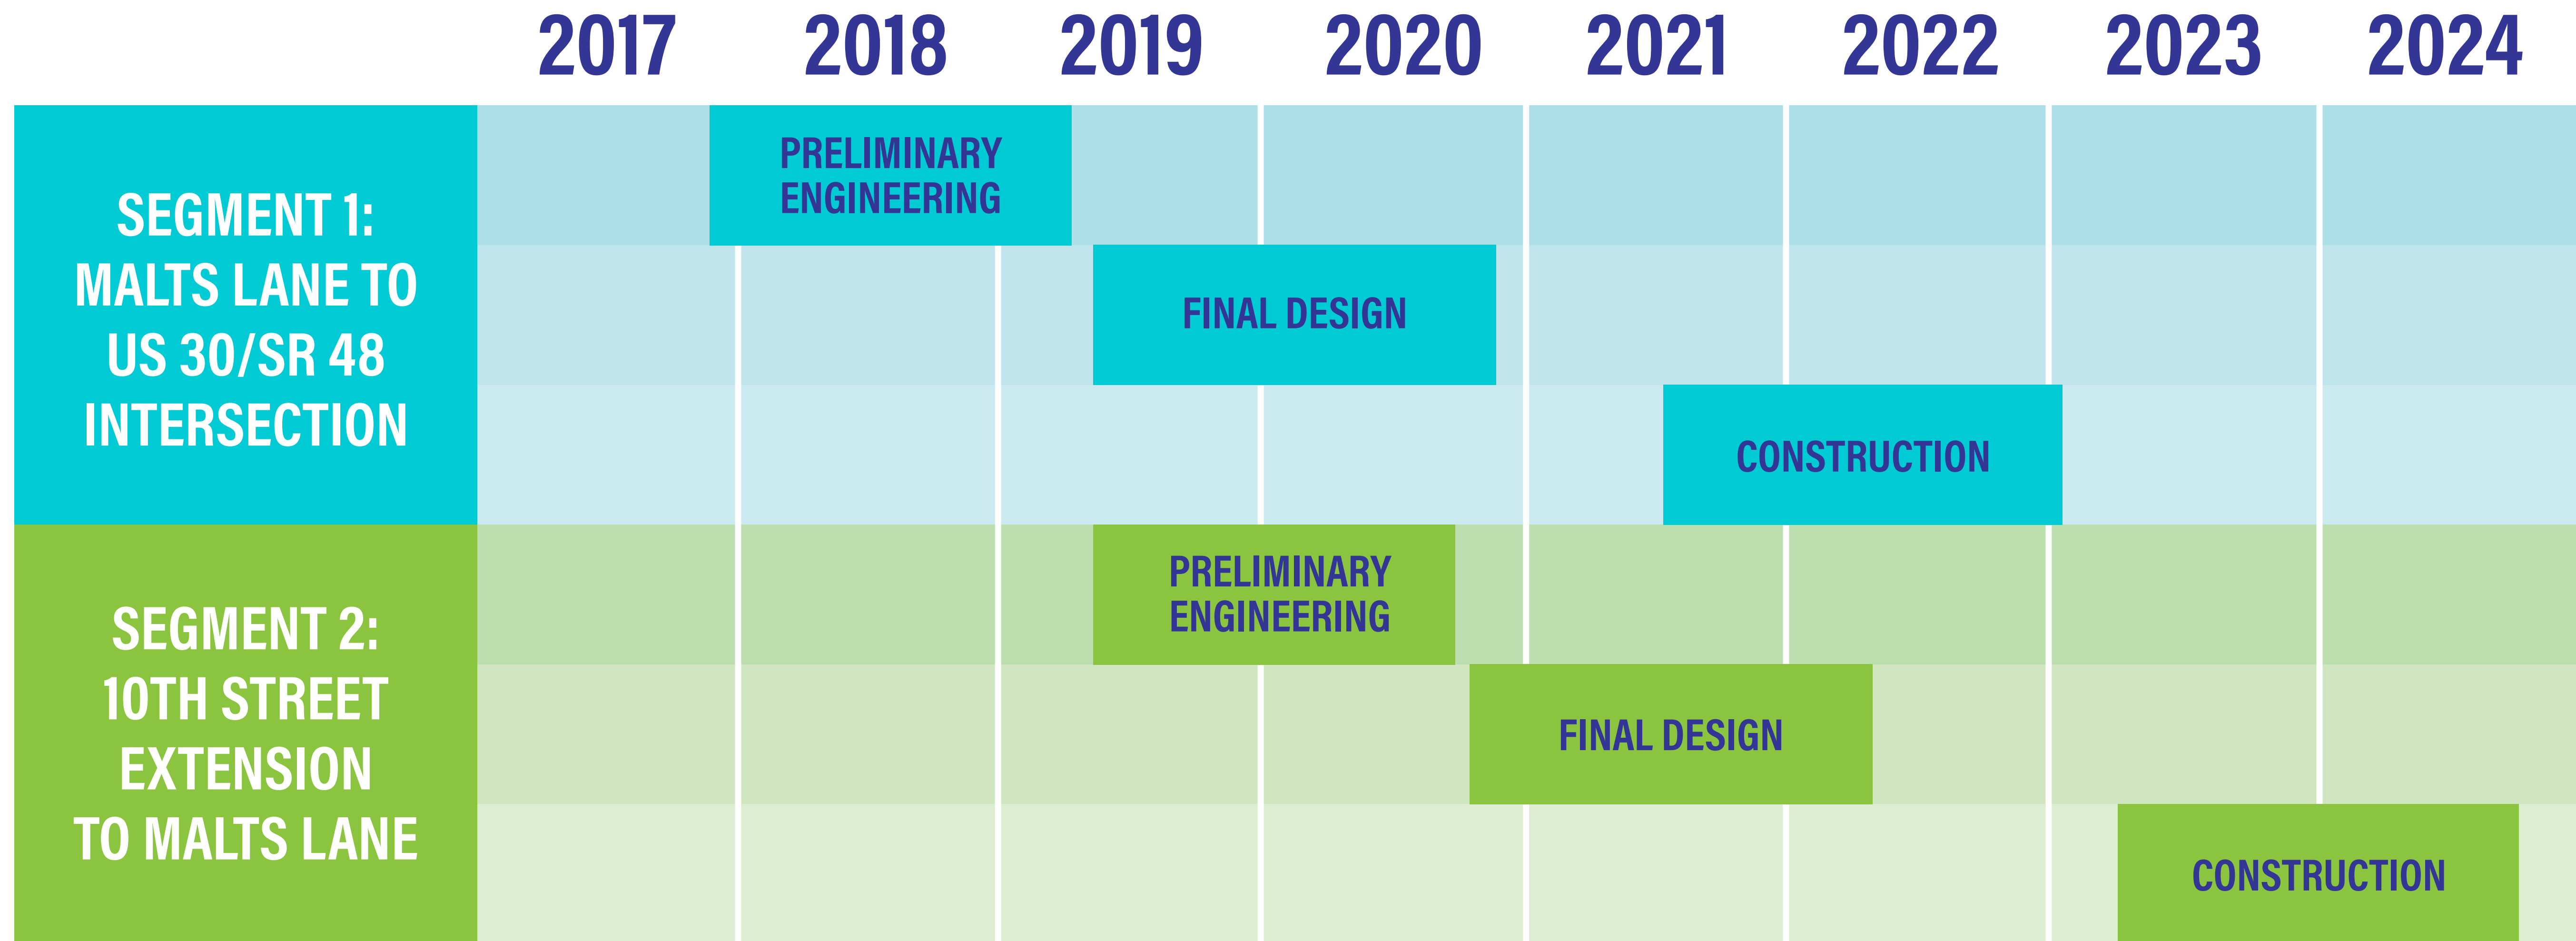 2017 2018 2019 2020 2021 2022 2023 2024
SEGMENT 1:
MALTS LANE TO
US 30/SR 48
INTERSECTION
PRELIMINARY
ENGINEERING
FINAL DESIGN
CONSTRUCTION
SEGMENT 2:
10TH STREET
EXTENSION
TO MALTS LANE
PRELIMINARY
ENGINEERING
FINAL DESIGN
CONSTRUCTION